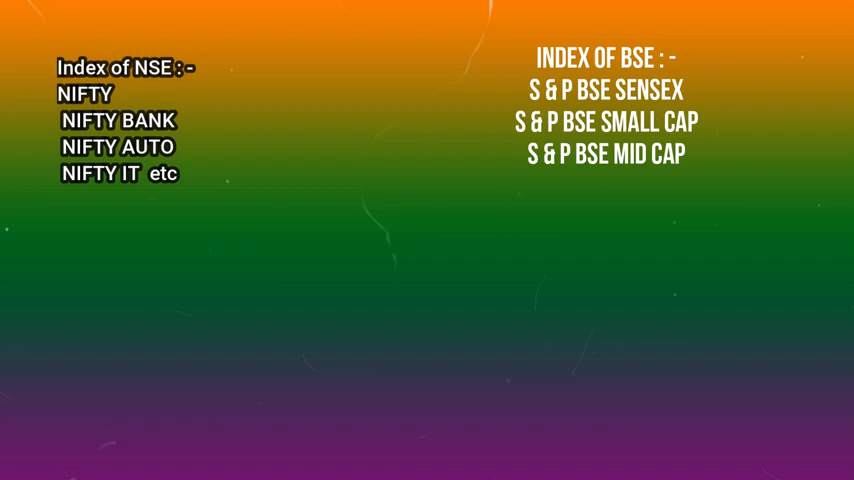 Index of NSE : -
NIFTY
NIFTY BANK
NIFTY AUTO
NIFTY IT etc
INDEX OF BSE : -
S & P BSE SENSEX
S & P BSE SMALL CAP
S & P BSE MID CAP